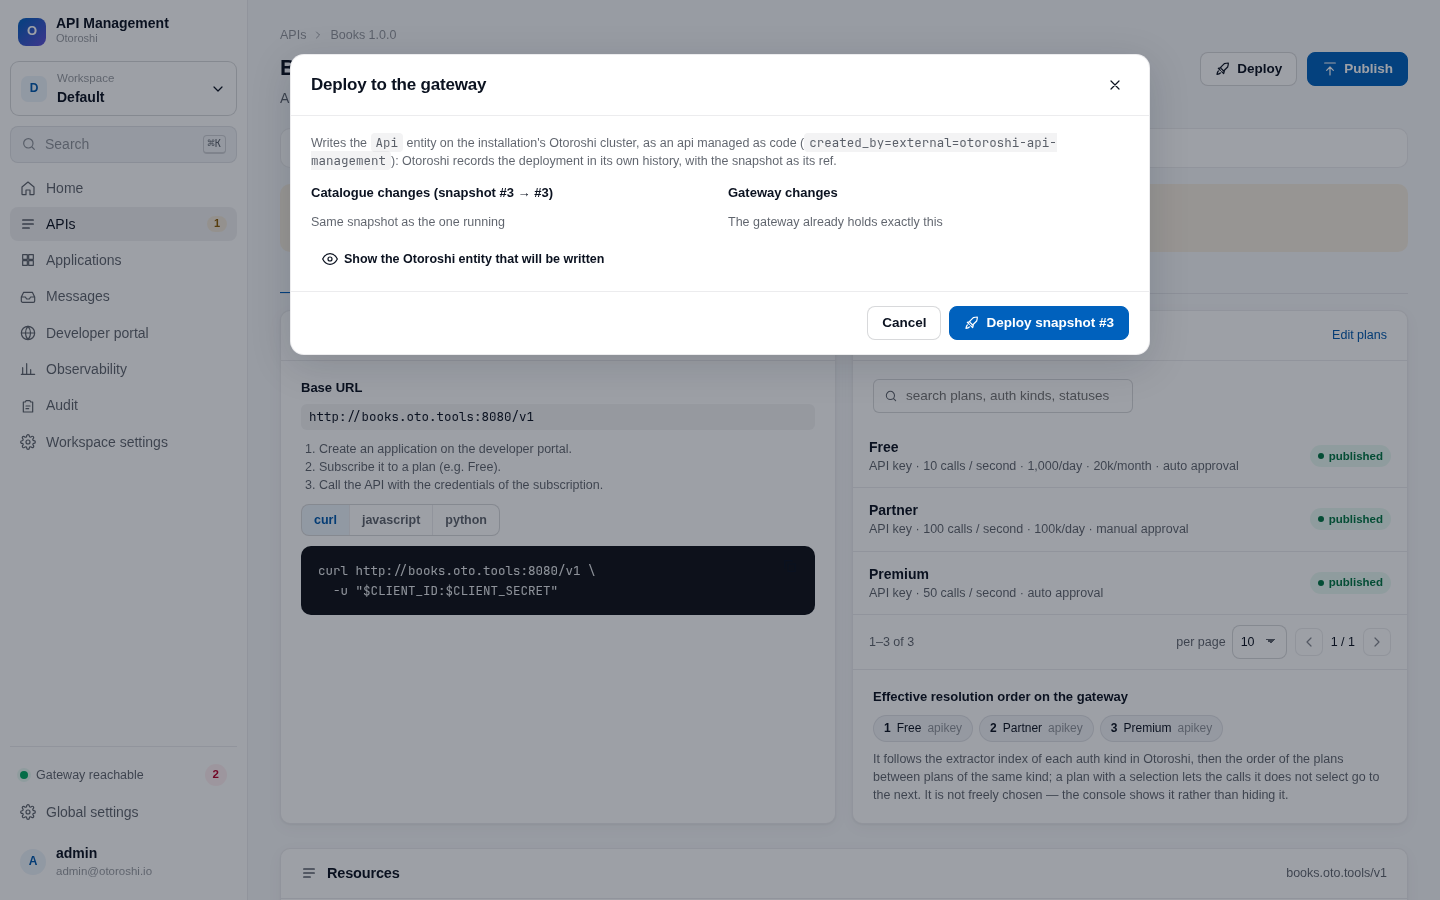 O
API Management
Otoroshi
D
Workspace
Default
Search
⌘K
Home
APIs
1
Applications
Messages
Developer portal
Observability
Audit
Workspace settings
Gateway reachable
2
Global settings
A
admin
admin@otoroshi.io
APIs
Books 1.0.0
Deploy
Publish
Deploy to the gateway
Writes the Api entity on the installation's Otoroshi cluster, as an api managed as code ( created_by=external=otoroshi-api-
management ): Otoroshi records the deployment in its own history, with the snapshot as its ref.
Catalogue changes (snapshot #3 → #3)
Same snapshot as the one running
Gateway changes
The gateway already holds exactly this
Show the Otoroshi entity that will be written
Cancel
Deploy snapshot #3
Base URL
http://books.oto.tools:8080/v1
1. Create an application on the developer portal.
2. Subscribe it to a plan (e.g. Free).
3. Call the API with the credentials of the subscription.
curl
javascript
python
curl http://books.oto.tools:8080/v1 \
-u "$CLIENT_ID:$CLIENT_SECRET"
Edit plans
search plans, auth kinds, statuses
Free
API key · 10 calls / second · 1,000/day · 20k/month · auto approval
published
Partner
API key · 100 calls / second · 100k/day · manual approval
published
Premium
API key · 50 calls / second · auto approval
published
1–3 of 3
per page
10
1 / 1
Effective resolution order on the gateway
1 Free apikey
2 Partner apikey
3 Premium apikey
It follows the extractor index of each auth kind in Otoroshi, then the order of the plans
between plans of the same kind; a plan with a selection lets the calls it does not select go to
the next. It is not freely chosen — the console shows it rather than hiding it.
Resources
books.oto.tools/v1